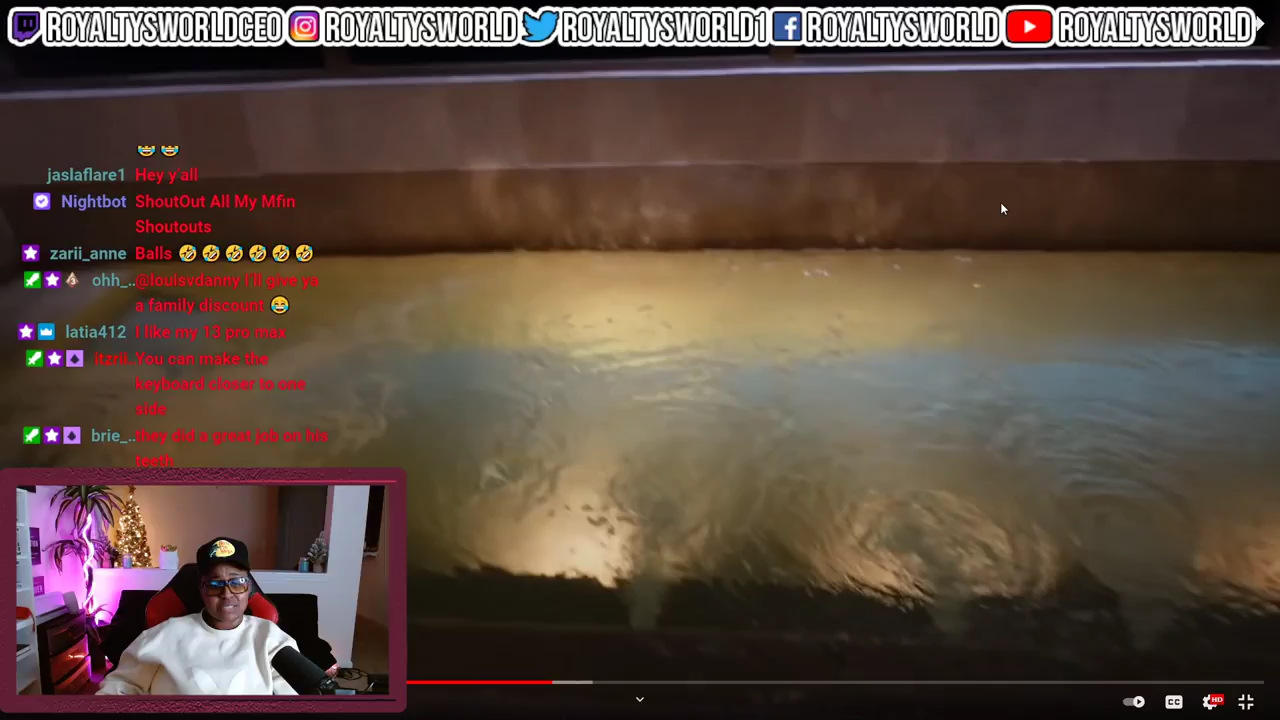 ROYALTYSWORLDCEO ROYALTYSWORLD ROYALTYSWORLD1 ROYALTYSWORLD ROYALTYSWORLD
😂 😂
jaslaflare1 Hey y'all
Nightbot ShoutOut All My Mfin
Shoutouts
zarii_anne Balls 🤣 🤣 🤣 🤣 🤣 🤣
ohh_.. @louisvdanny I'll give ya
a family discount 😂
latia412 I like my 13 pro max
itzrii.. You can make the
keyboard closer to one
side
brie_.. they did a great job on his
teeth
CC HD